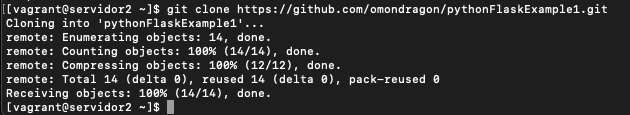 [vagrant@servidor2 ~]$ git clone https://github.com/omondragon/pythonFlaskExample1.git
Cloning into 'pythonFlaskExample1'...
remote: Enumerating objects: 14, done.
remote: Counting objects: 100% (14/14), done.
remote: Compressing objects: 100% (12/12), done.
remote: Total 14 (delta 0), reused 14 (delta 0), pack-reused 0
Receiving objects: 100% (14/14), done.
[vagrant@servidor2 ~]$